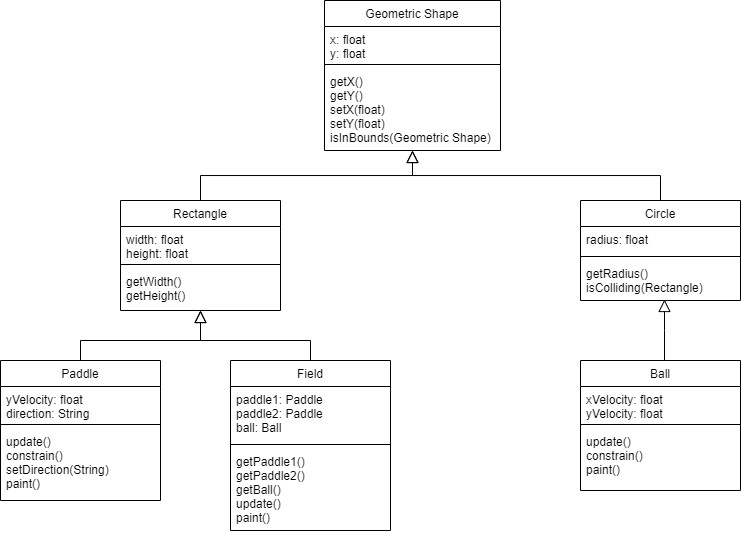 Geometric Shape
x: float
y: float
getX()
getY()
setX(float)
setY(float)
isInBounds(Geometric Shape)
Rectangle
width: float
height: float
getWidth()
getHeight()
Circle
radius: float
getRadius()
isColliding(Rectangle)
Paddle
yVelocity: float
direction: String
update()
constrain()
setDirection(String)
paint()
Field
paddle1: Paddle
paddle2: Paddle
ball: Ball
getPaddle1()
getPaddle2()
getBall()
update()
paint()
Ball
xVelocity: float
yVelocity: float
update()
constrain()
paint()